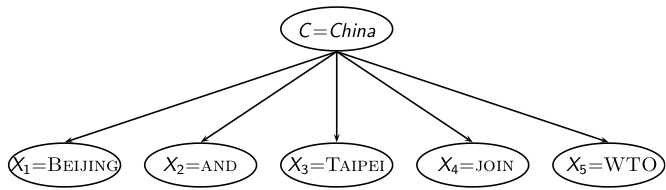 C=China
X₁=BEIJING X₂=AND X₃=TAIPEI X₄=JOIN X₅=WTO